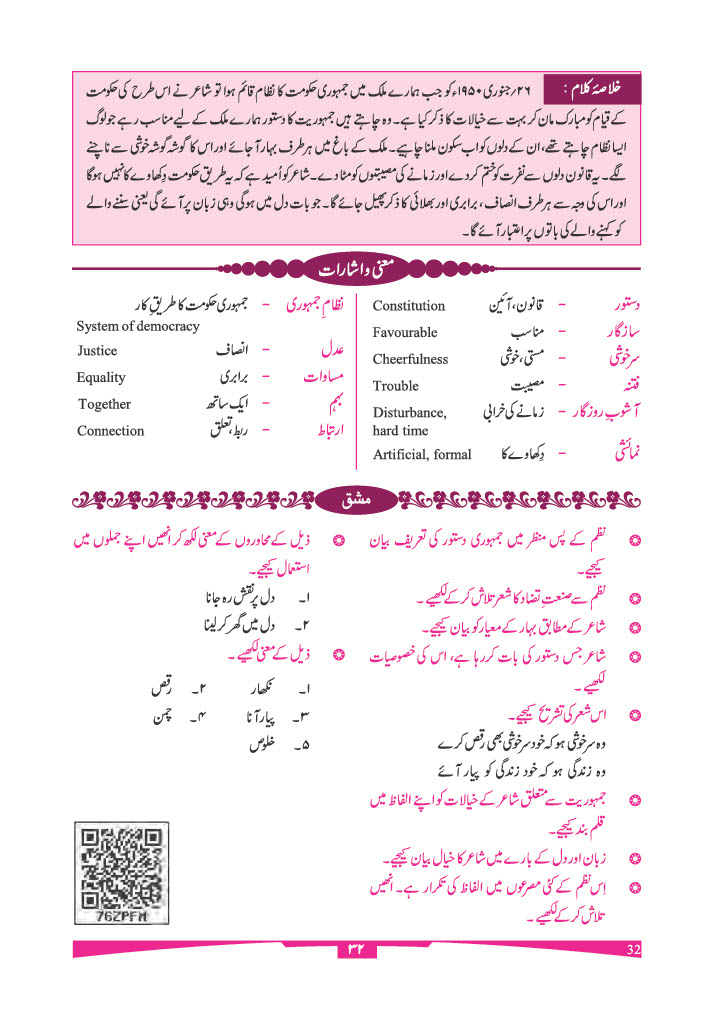 خلاصۂ کلام : ۲۶؍جنوری ۱۹۵۰ء کو جب ہمارے ملک میں جمہوری حکومت کا نظام قائم ہوا تو شاعر نے اس طرح کی حکومت
کے قیام کو مبارک مان کر بہت سے خیالات کا ذکر کیا ہے۔ وہ چاہتے ہیں جمہوریت کا دستور ہمارے ملک کے لیے مناسب رہے جو لوگ
ایسا نظام چاہتے تھے، ان کے دلوں کو اب سکون ملنا چاہیے۔ ملک کے باغ میں ہر طرف بہار آجائے اور اس کا گوشہ گوشہ خوشی سے ناچنے
لگے۔ یہ قانون دلوں سے نفرت کو ختم کر دے اور زمانے کی مصیبتوں کو مٹا دے۔ شاعر کو اُمید ہے کہ یہ طریقِ حکومت دِکھاوے کا نہیں ہوگا
اور اس کی وجہ سے ہر طرف انصاف، برابری اور بھلائی کا ذکر پھیل جائے گا۔ جو بات دل میں ہوگی وہی زبان پر آئے گی یعنی سننے والے
کو کہنے والے کی باتوں پر اعتبار آئے گا۔
معنی و اشارات
دستور - قانون، آئین Constitution
سازگار - مناسب Favourable
سرخوشی - مستی، خوشی Cheerfulness
فتنہ - مصیبت Trouble
آشوبِ روزگار - زمانے کی خرابی Disturbance,
hard time
نمائشی - دِکھاوے کا Artificial, formal
نظامِ جمہوری - جمہوری حکومت کا طریقِ کار
System of democracy
عدل - انصاف Justice
مساوات - برابری Equality
بہم - ایک ساتھ Together
ارتباط - ربط، تعلق Connection
مشق
نظم کے پس منظر میں جمہوری دستور کی تعریف بیان
کیجیے۔
نظم سے صنعتِ تضاد کا شعر تلاش کرکے لکھیے۔
شاعر کے مطابق بہار کے معیار کو بیان کیجیے۔
شاعر جس دستور کی بات کر رہا ہے، اس کی خصوصیات
لکھیے۔
اس شعر کی تشریح کیجیے۔
وہ سرخوشی ہو کہ خود سرخوشی بھی رقص کرے
وہ زندگی ہو کہ خود زندگی کو پیار آئے
جمہوریت سے متعلق شاعر کے خیالات کو اپنے الفاظ میں
قلم بند کیجیے۔
زبان اور دل کے بارے میں شاعر کا خیال بیان کیجیے۔
اِس نظم کے کئی مصرعوں میں الفاظ کی تکرار ہے۔ انھیں
تلاش کرکے لکھیے۔
ذیل کے محاوروں کے معنی لکھ کر انھیں اپنے جملوں میں
استعمال کیجیے۔
۱۔ دل پر نقش رہ جانا
۲۔ دل میں گھر کر لینا
ذیل کے معنی لکھیے۔
۱۔ نکھار ۲۔ رقص
۳۔ پیار آنا ۴۔ چمن
۵۔ خلوص
76ZPFM
۳۲
32